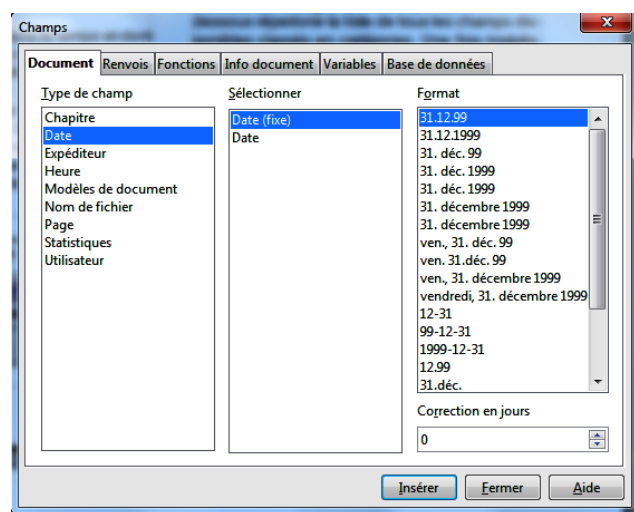 Champs
Document Renvois Fonctions Info document Variables Base de données
Type de champ
Chapitre
Date
Expéditeur
Heure
Modèles de document
Nom de fichier
Page
Statistiques
Utilisateur
Sélectionner
Date (fixe)
Date
Format
31.12.99
31.12.1999
31. déc. 99
31. déc. 1999
31. déc. 1999
31. décembre 1999
31. décembre 1999
ven., 31. déc. 99
ven. 31.déc. 99
ven., 31. décembre 1999
vendredi, 31. décembre 1999
12-31
99-12-31
1999-12-31
12.99
31.déc.
Correction en jours
0
Insérer Fermer Aide